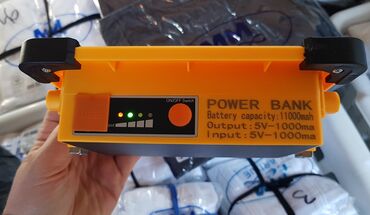 ON/OFF Switch
POWER BANK
Battery capacity:11000mah
Output:5V-1000ma
Input:5V-1000ma